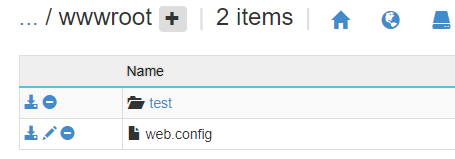 ... / wwwroot + | 2 items |
Name
test
web.config